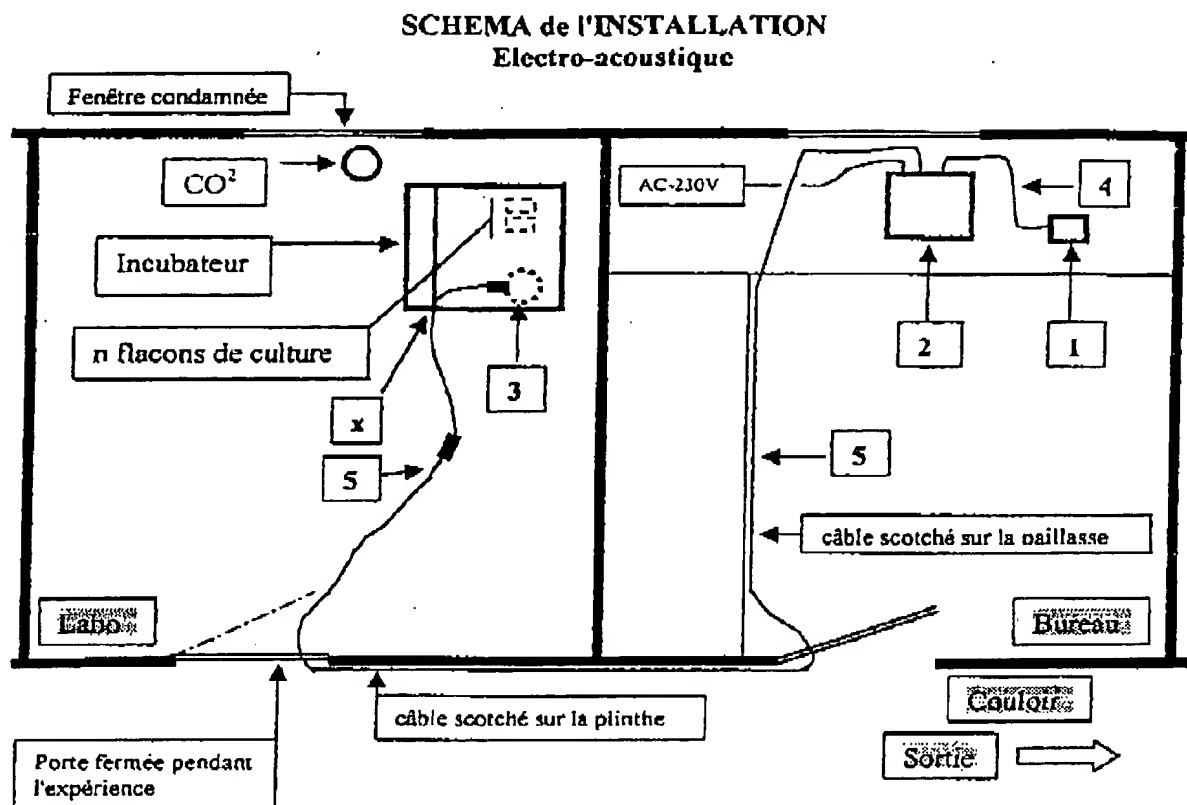 SCHEMA de l'INSTALLATION
Electro-acoustique
Fenêtre condamnée
CO²
AC-230V
4
Incubateur
n flacons de culture
2
1
3
x
5
5
câble scotché sur la paillasse
Labo
Bureau
câble scotché sur la plinthe
Couloir
Porte fermée pendant
l'expérience
Sortie